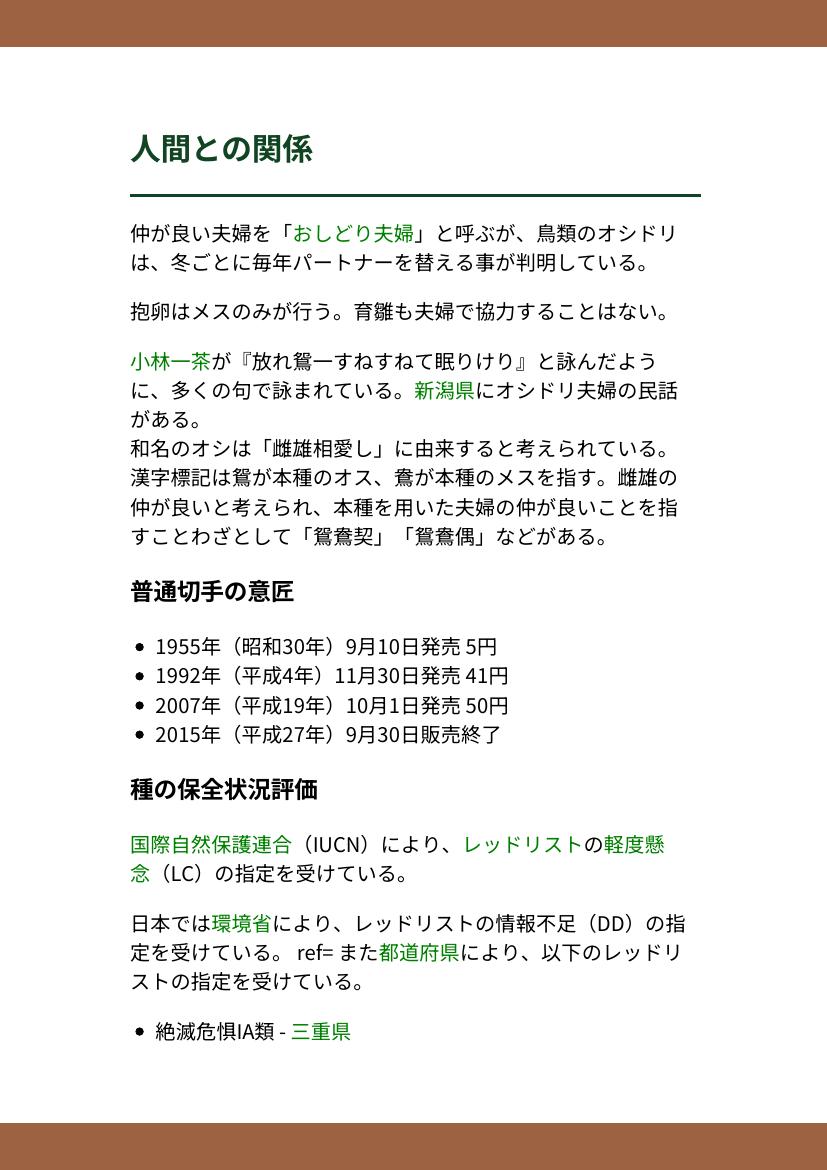 人間との関係
仲が良い夫婦を「おしどり夫婦」と呼ぶが、鳥類のオシドリ
は、冬ごとに毎年パートナーを替える事が判明している。
抱卵はメスのみが行う。育雛も夫婦で協力することはない。
小林一茶が『放れ鴛一すねすねて眠りけり』と詠んだよう
に、多くの句で詠まれている。新潟県にオシドリ夫婦の民話
がある。
和名のオシは「雌雄相愛し」に由来すると考えられている。
漢字標記は鴛が本種のオス、鴦が本種のメスを指す。雌雄の
仲が良いと考えられ、本種を用いた夫婦の仲が良いことを指
すことわざとして「鴛鴦契」「鴛鴦偶」などがある。
普通切手の意匠
• 1955年（昭和30年）9月10日発売 5円
• 1992年（平成4年）11月30日発売 41円
• 2007年（平成19年）10月1日発売 50円
• 2015年（平成27年）9月30日販売終了
種の保全状況評価
国際自然保護連合（IUCN）により、レッドリストの軽度懸
念（LC）の指定を受けている。
日本では環境省により、レッドリストの情報不足（DD）の指
定を受けている。 ref= また都道府県により、以下のレッドリ
ストの指定を受けている。
• 絶滅危惧IA類 - 三重県